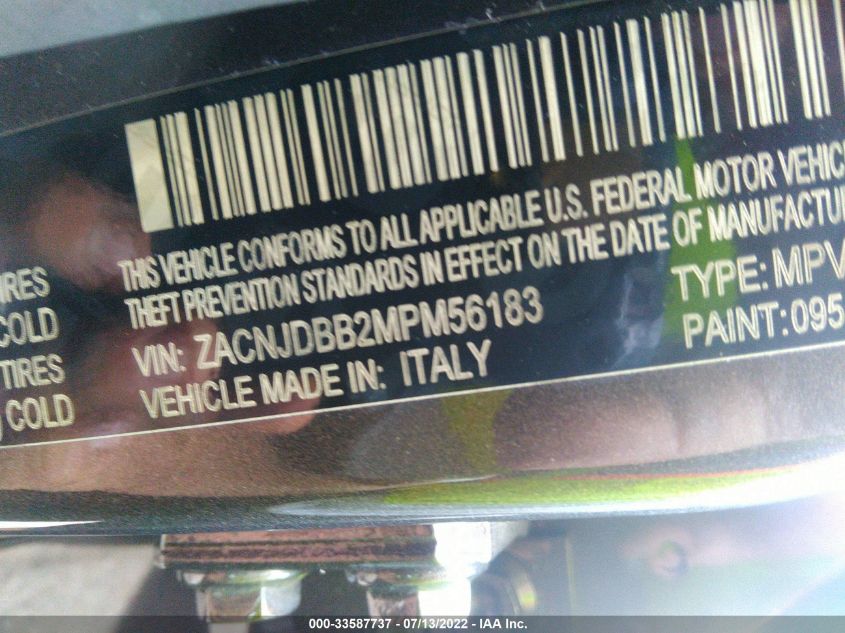 THIS VEHICLE CONFORMS TO ALL APPLICABLE U.S. FEDERAL MOTOR VEHIC
THEFT PREVENTION STANDARDS IN EFFECT ON THE DATE OF MANUFACTU
IRES
COLD
TIRES
COLD
VIN: ZACNJDBB2MPM56183
TYPE: MPV
VEHICLE MADE IN: ITALY
PAINT: 095
000-33587737 - 07/13/2022 - IAA Inc.